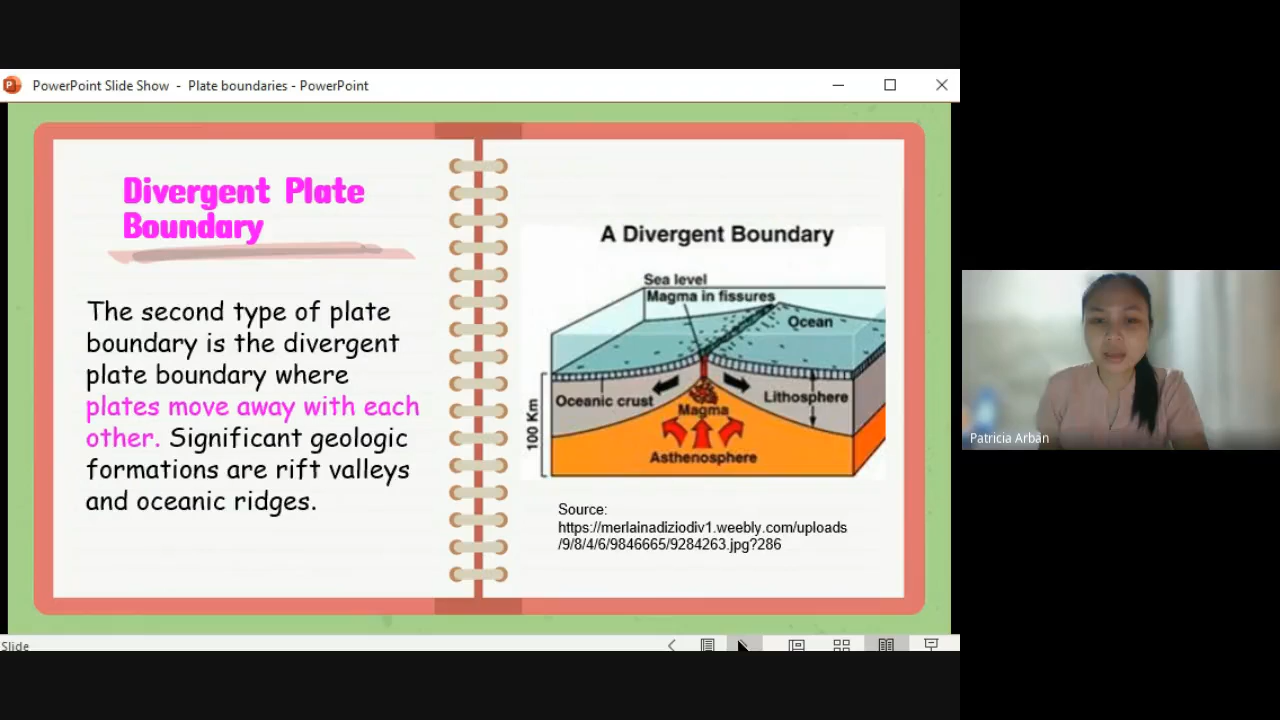 PowerPoint Slide Show - Plate boundaries - PowerPoint
Divergent Plate
Boundary
The second type of plate
boundary is the divergent
plate boundary where
plates move away with each
other. Significant geologic
formations are rift valleys
and oceanic ridges.
A Divergent Boundary
Sea level
Magma in fissures
Ocean
Oceanic crust
Lithosphere
Magma
100 Km
Asthenosphere
Source:
https://merlainadiziodiv1.weebly.com/uploads
/9/8/4/6/9846665/9284263.jpg?286
Patricia Arban
Slide